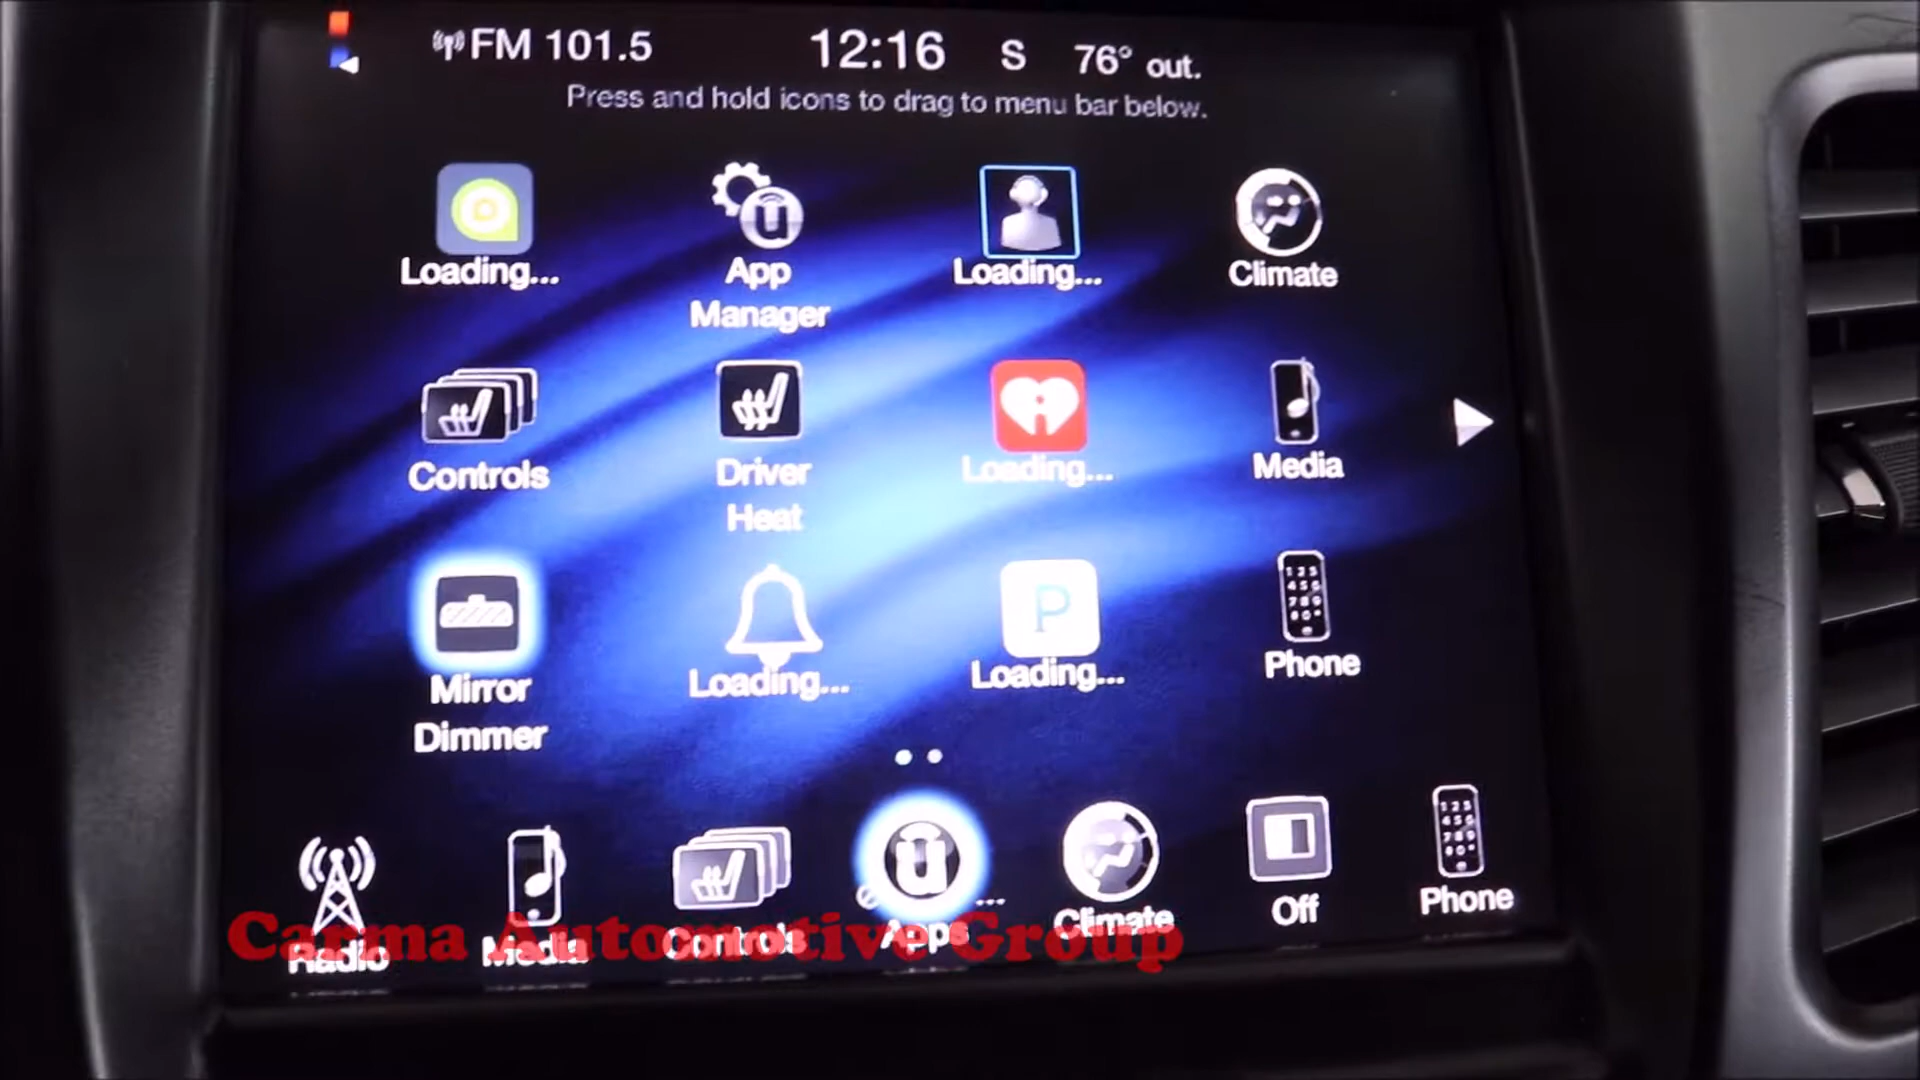 FM 101.5 12:16 S 76° out.
Press and hold icons to drag to menu bar below.
Loading...
App
Manager
Loading...
Climate
Controls
Driver
Heat
Loading...
Media
Mirror
Dimmer
Loading...
P
Loading...
Phone
Radio
Media
Controls
Apps
Climate
Off
Phone
Carma Automotive Group